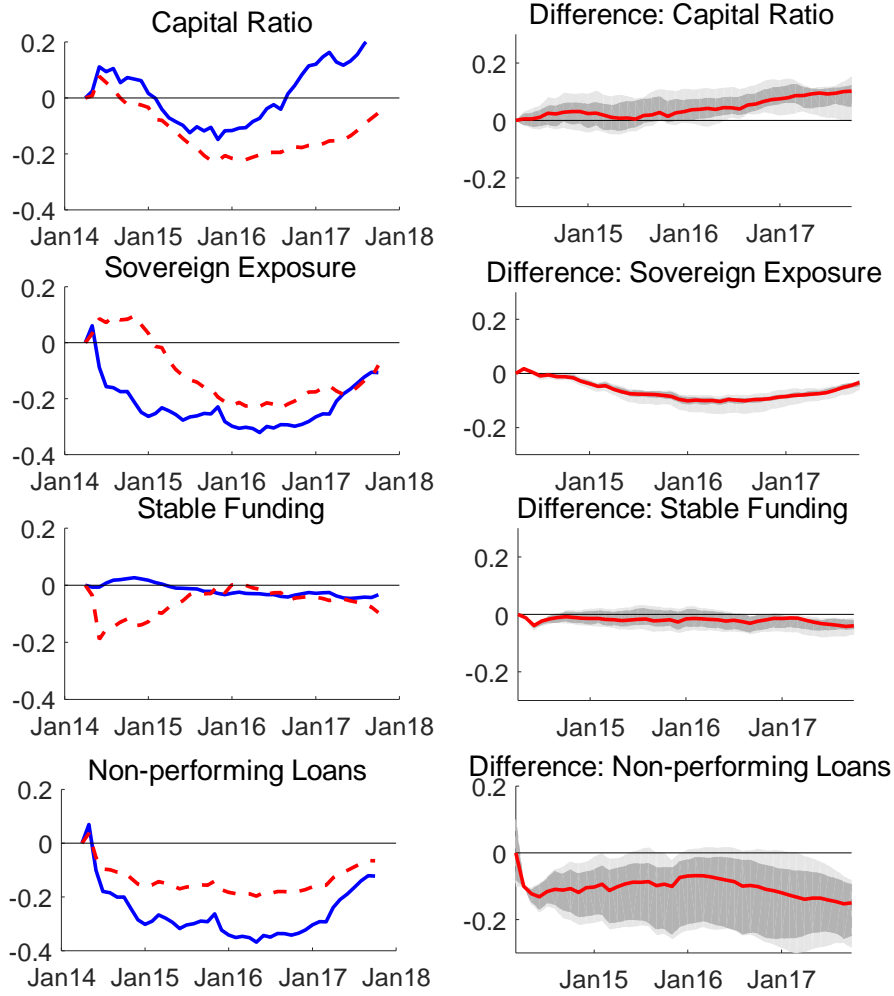 Capital Ratio
0.2
0
-0.2
-0.4
Jan14 Jan15 Jan16 Jan17 Jan18
Difference: Capital Ratio
0.2
0
-0.2
Jan15 Jan16 Jan17
Sovereign Exposure
0.2
0
-0.2
-0.4
Jan14 Jan15 Jan16 Jan17 Jan18
Difference: Sovereign Exposure
0.2
0
-0.2
Jan15 Jan16 Jan17
Stable Funding
0.2
0
-0.2
-0.4
Jan14 Jan15 Jan16 Jan17 Jan18
Difference: Stable Funding
0.2
0
-0.2
Jan15 Jan16 Jan17
Non-performing Loans
0.2
0
-0.2
-0.4
Jan14 Jan15 Jan16 Jan17 Jan18
Difference: Non-performing Loans
0.2
0
-0.2
Jan15 Jan16 Jan17